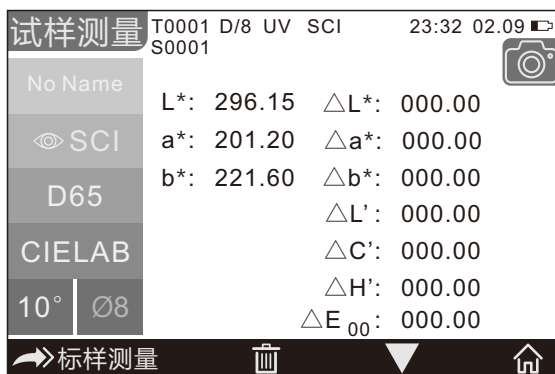 试样测量 T0001 D/8 UV SCI 23:32 02.09
S0001
No Name
SCI
D65
CIELAB
10° Ø8
L*: 296.15 △L*: 000.00
a*: 201.20 △a*: 000.00
b*: 221.60 △b*: 000.00
△L': 000.00
△C': 000.00
△H': 000.00
△E 00: 000.00
标样测量